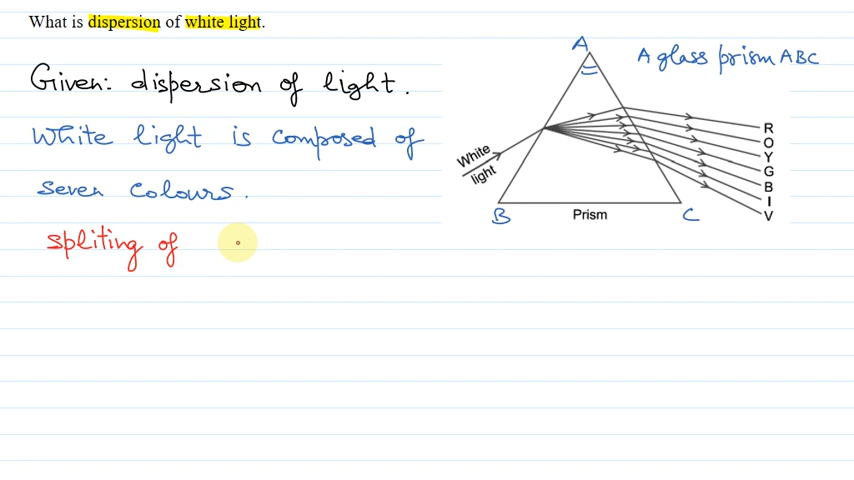 What is dispersion of white light.
Given: dispersion of light.
White light is composed of
seven colours.
spliting of
A
A glass prism ABC
White
light
B
Prism
C
R
O
Y
G
B
I
V